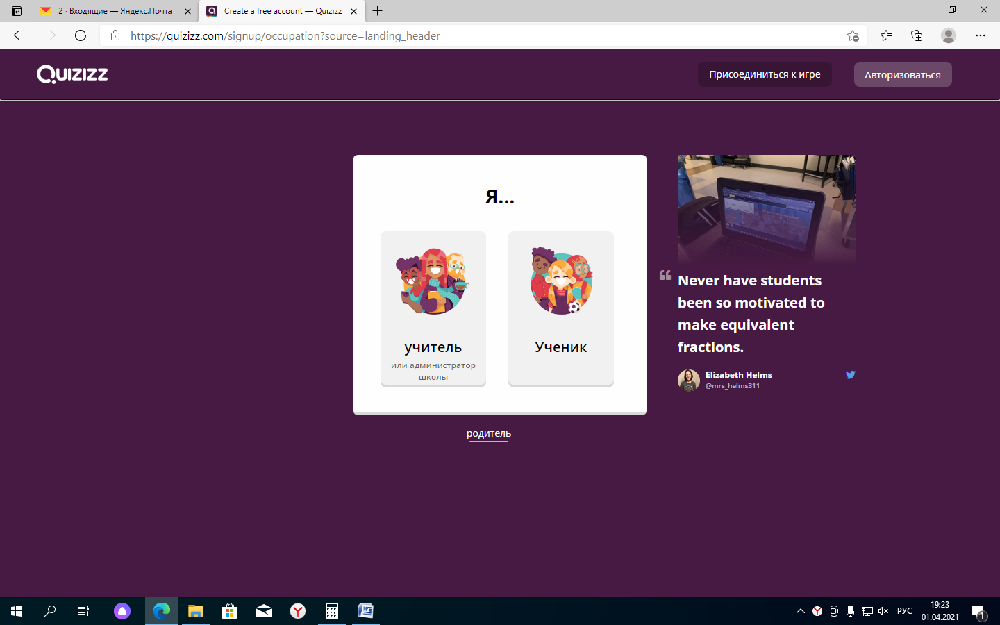 2 · Входящие — Яндекс.Почта
Create a free account — Quizizz
https://quizizz.com/signup/occupation?source=landing_header
Quizizz
Присоединиться к игре
Авторизоваться
Я...
учитель
или администратор
школы
Ученик
родитель
Never have students
been so motivated to
make equivalent
fractions.
Elizabeth Helms
@mrs_helms311
РУС
19:23
01.04.2021
1